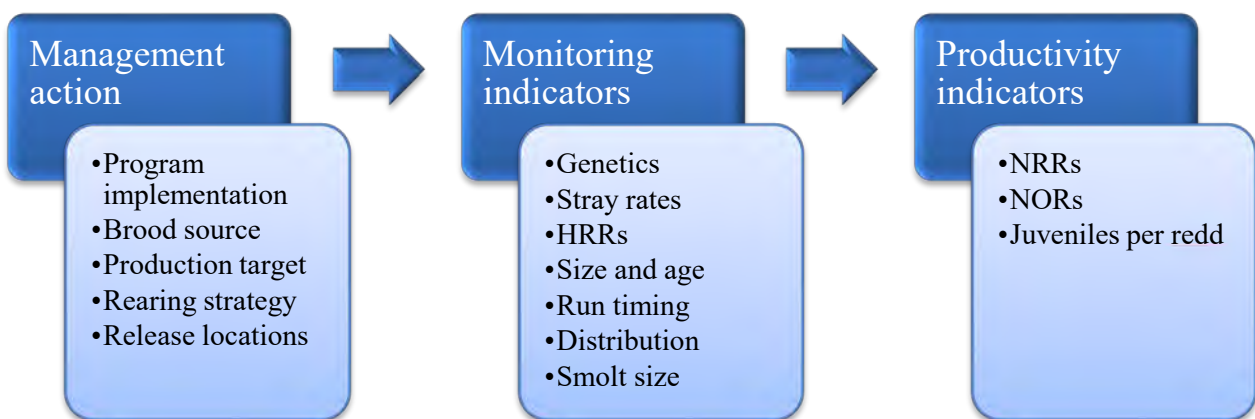 Management
action
•Program
implementation
•Brood source
•Production target
•Rearing strategy
•Release locations
Monitoring
indicators
•Genetics
•Stray rates
•HRRs
•Size and age
•Run timing
•Distribution
•Smolt size
Productivity
indicators
•NRRs
•NORs
•Juveniles per redd